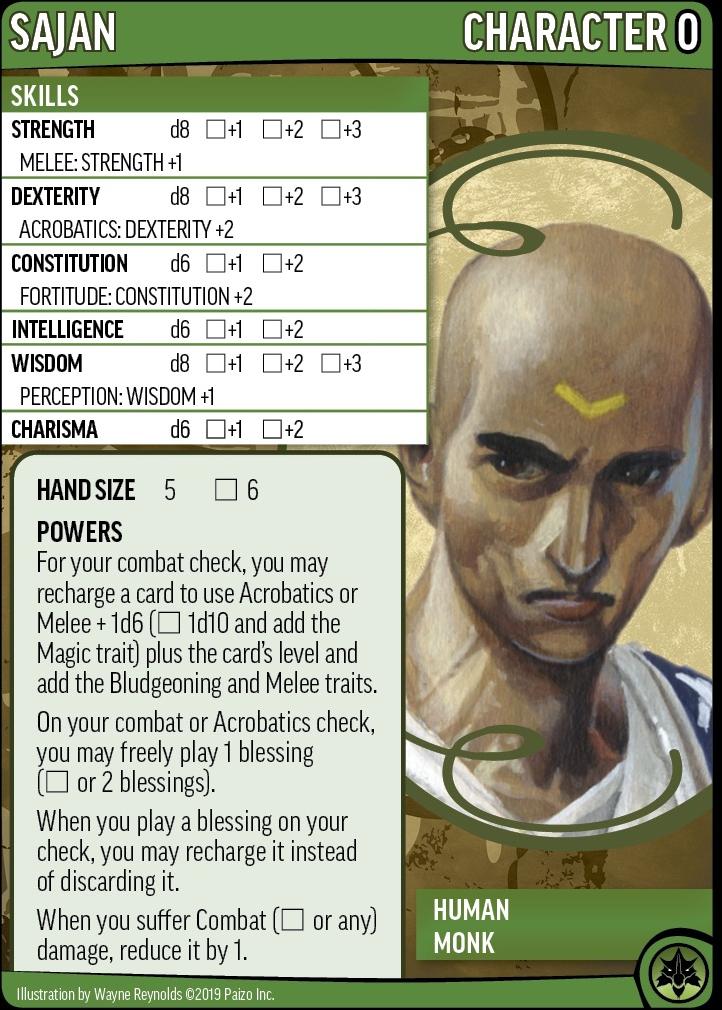 SAJAN CHARACTER 0
SKILLS
STRENGTH d8 □+1 □+2 □+3
MELEE: STRENGTH +1
DEXTERITY d8 □+1 □+2 □+3
ACROBATICS: DEXTERITY +2
CONSTITUTION d6 □+1 □+2
FORTITUDE: CONSTITUTION +2
INTELLIGENCE d6 □+1 □+2
WISDOM d8 □+1 □+2 □+3
PERCEPTION: WISDOM +1
CHARISMA d6 □+1 □+2
HAND SIZE 5 □ 6
POWERS
For your combat check, you may
recharge a card to use Acrobatics or
Melee + 1d6 (□ 1d10 and add the
Magic trait) plus the card's level and
add the Bludgeoning and Melee traits.
On your combat or Acrobatics check,
you may freely play 1 blessing
(□ or 2 blessings).
When you play a blessing on your
check, you may recharge it instead
of discarding it.
When you suffer Combat (□ or any)
damage, reduce it by 1.
HUMAN
MONK
Illustration by Wayne Reynolds ©2019 Paizo Inc.